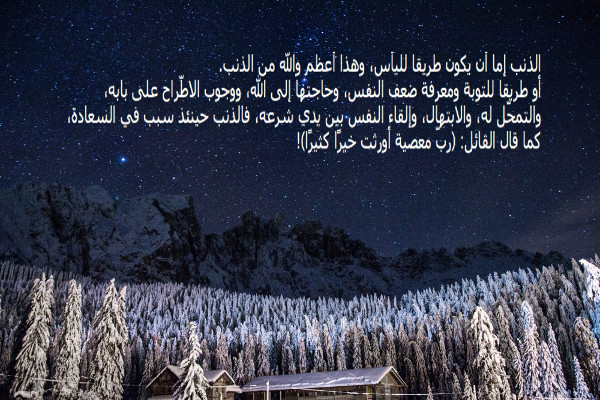 الذنب إما أن يكون طريقا لليأس، وهذا أعظم والله من الذنب.
أو طريقا للتوبة ومعرفة ضعف النفس، وحاجتها إلى الله، ووجوب الاطّراح على بابه،
والتمحّل له، والابتهال، وإلقاء النفس بين يدي شرعه، فالذنب حينئذ سبب في السعادة،
كما قال القائل: (ربّ معصية أورثت خيرًا كثيرًا)!